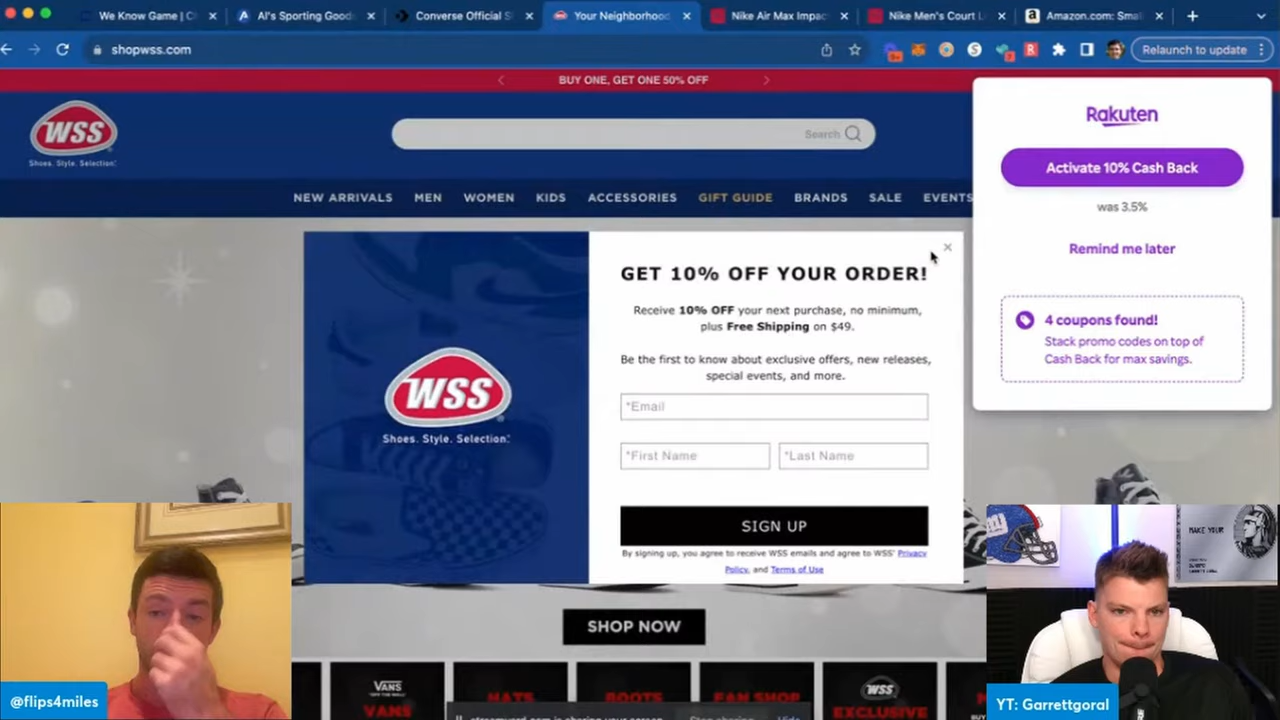 We Know Game | C
Al's Sporting Good
Converse Official S
Your Neighborhood
Nike Air Max Impac
Nike Men's Court L
Amazon.com: Smal
shopwss.com
Relaunch to update
BUY ONE, GET ONE 50% OFF
WSS
Shoes. Style. Selection.
Search
NEW ARRIVALS MEN WOMEN KIDS ACCESSORIES GIFT GUIDE BRANDS SALE EVENTS
Rakuten
Activate 10% Cash Back
was 3.5%
Remind me later
4 coupons found!
Stack promo codes on top of
Cash Back for max savings.
WSS
Shoes. Style. Selection.
GET 10% OFF YOUR ORDER!
Receive 10% OFF your next purchase, no minimum,
plus Free Shipping on $49.
Be the first to know about exclusive offers, new releases,
special events, and more.
*Email
*First Name *Last Name
SIGN UP
By signing up, you agree to receive WSS emails and agree to WSS' Privacy
Policy, and Terms of Use
SHOP NOW
VANS
VANS
HATS
BOOTS
FAN SHOP
WSS
EXCLUSIVE
MAKE YOUR
@flips4miles
YT: Garrettgoral